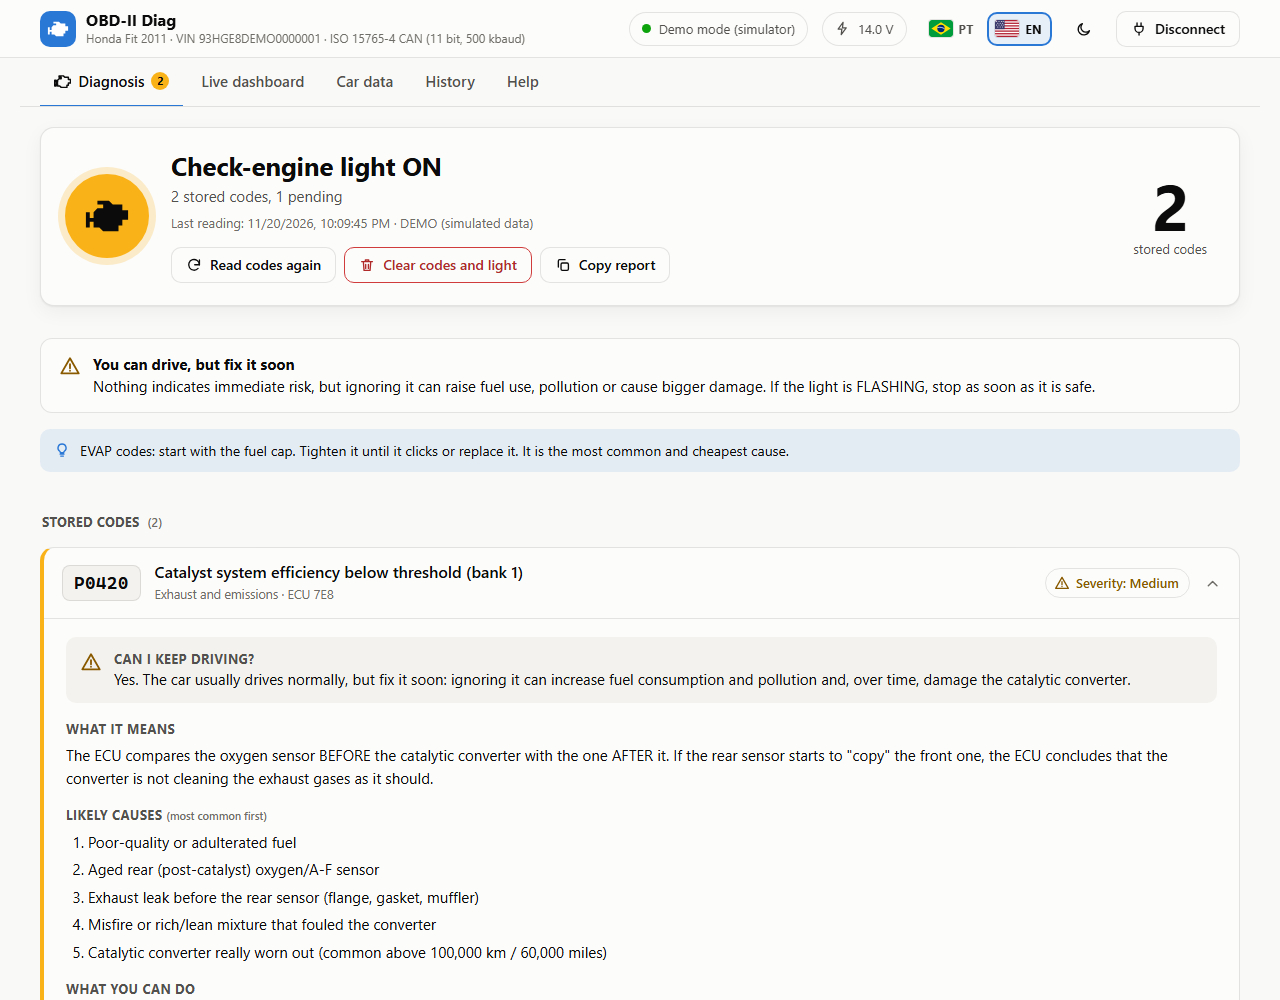 OBD-II Diag
Honda Fit 2011 · VIN 93HGE88DEMO000001 · ISO 15765-4 CAN (11 bit, 500 kbaud)
Demo mode (simulator)
14.0 V
PT
EN
Disconnect
Diagnosis 2
Live dashboard
Car data
History
Help
Check-engine light ON
2 stored codes, 1 pending
Last reading: 11/20/2026, 10:09:45 PM · DEMO (simulated data)
Read codes again
Clear codes and light
Copy report
2
stored codes
You can drive, but fix it soon
Nothing indicates immediate risk, but ignoring it can raise fuel use, pollution or cause bigger damage. If the light is FLASHING, stop as soon as it is safe.
EVAP codes: start with the fuel cap. Tighten it until it clicks or replace it. It is the most common and cheapest cause.
STORED CODES (2)
P0420
Catalyst system efficiency below threshold (bank 1)
Exhaust and emissions · ECU 7E8
Severity: Medium
CAN I KEEP DRIVING?
Yes. The car usually drives normally, but fix it soon: ignoring it can increase fuel consumption and pollution and, over time, damage the catalytic converter.
WHAT IT MEANS
The ECU compares the oxygen sensor BEFORE the catalytic converter with the one AFTER it. If the rear sensor starts to "copy" the front one, the ECU concludes that the
converter is not cleaning the exhaust gases as it should.
LIKELY CAUSES (most common first)
1. Poor-quality or adulterated fuel
2. Aged rear (post-catalyst) oxygen/A-F sensor
3. Exhaust leak before the rear sensor (flange, gasket, muffler)
4. Misfire or rich/lean mixture that fouled the converter
5. Catalytic converter really worn out (common above 100,000 km / 60,000 miles)
WHAT YOU CAN DO